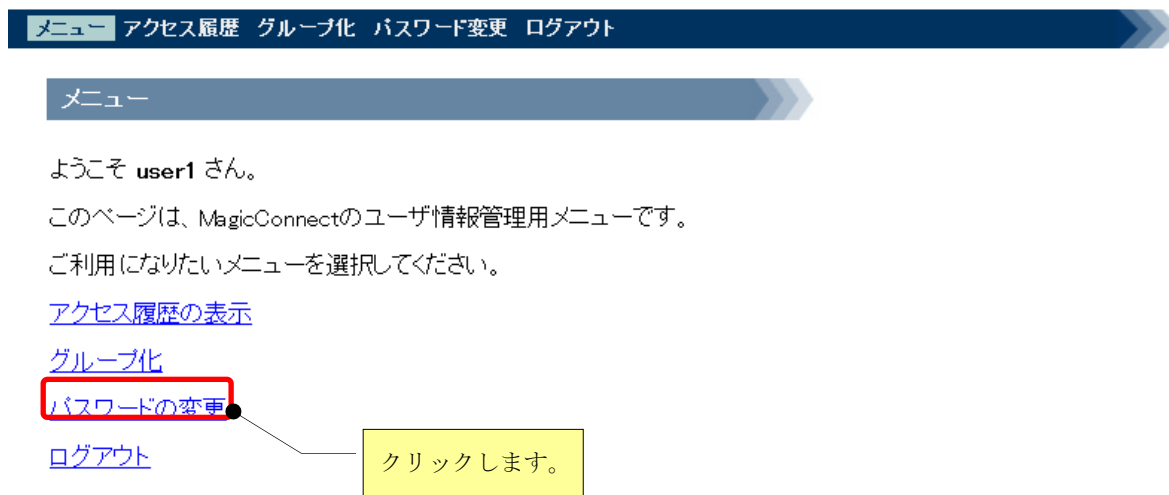 メニュー アクセス履歴 グループ化 パスワード変更 ログアウト
メニュー
ようこそ user1 さん。
このページは、MagicConnectのユーザ情報管理用メニューです。
ご利用になりたいメニューを選択してください。
アクセス履歴の表示
グループ化
パスワードの変更
ログアウト
クリックします。